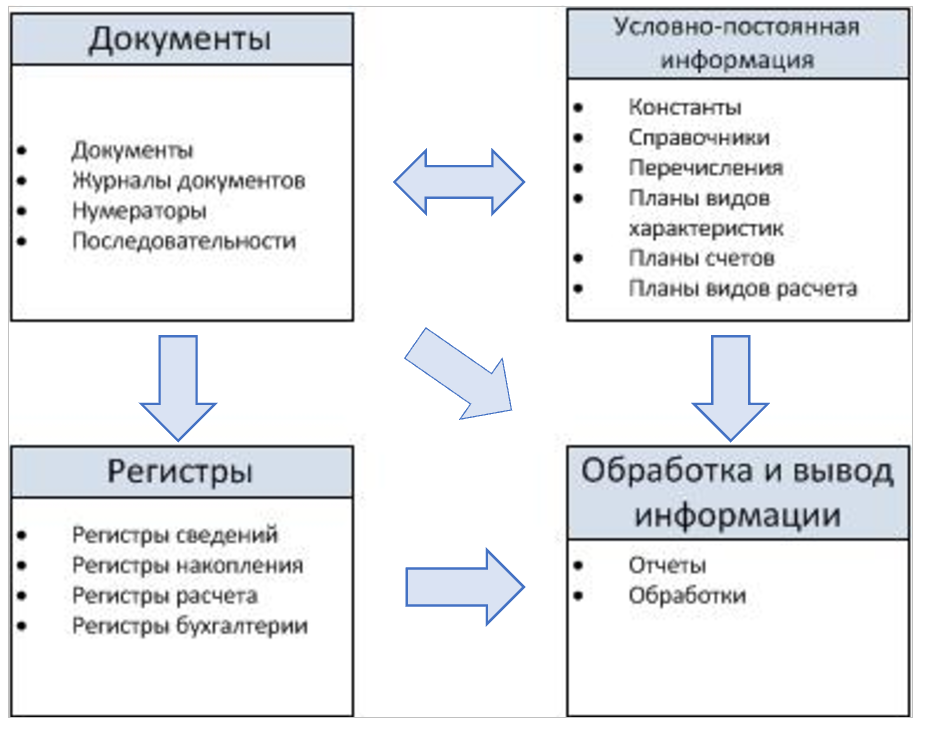 Документы
• Документы
• Журналы документов
• Нумераторы
• Последовательности
Условно-постоянная
информация
• Константы
• Справочники
• Перечисления
• Планы видов
характеристик
• Планы счетов
• Планы видов расчета
Регистры
• Регистры сведений
• Регистры накопления
• Регистры расчета
• Регистры бухгалтерии
Обработка и вывод
информации
• Отчеты
• Обработки